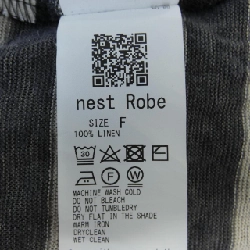 nest Robe
SIZE F
100% LINEN
30
W
MACHINE WASH COLD
DO NOT BLEACH
DO NOT TUMBLEDRY
DRY FLAT IN THE SHADE
WARM IRON
DRYCLEAN
WET CLEAN